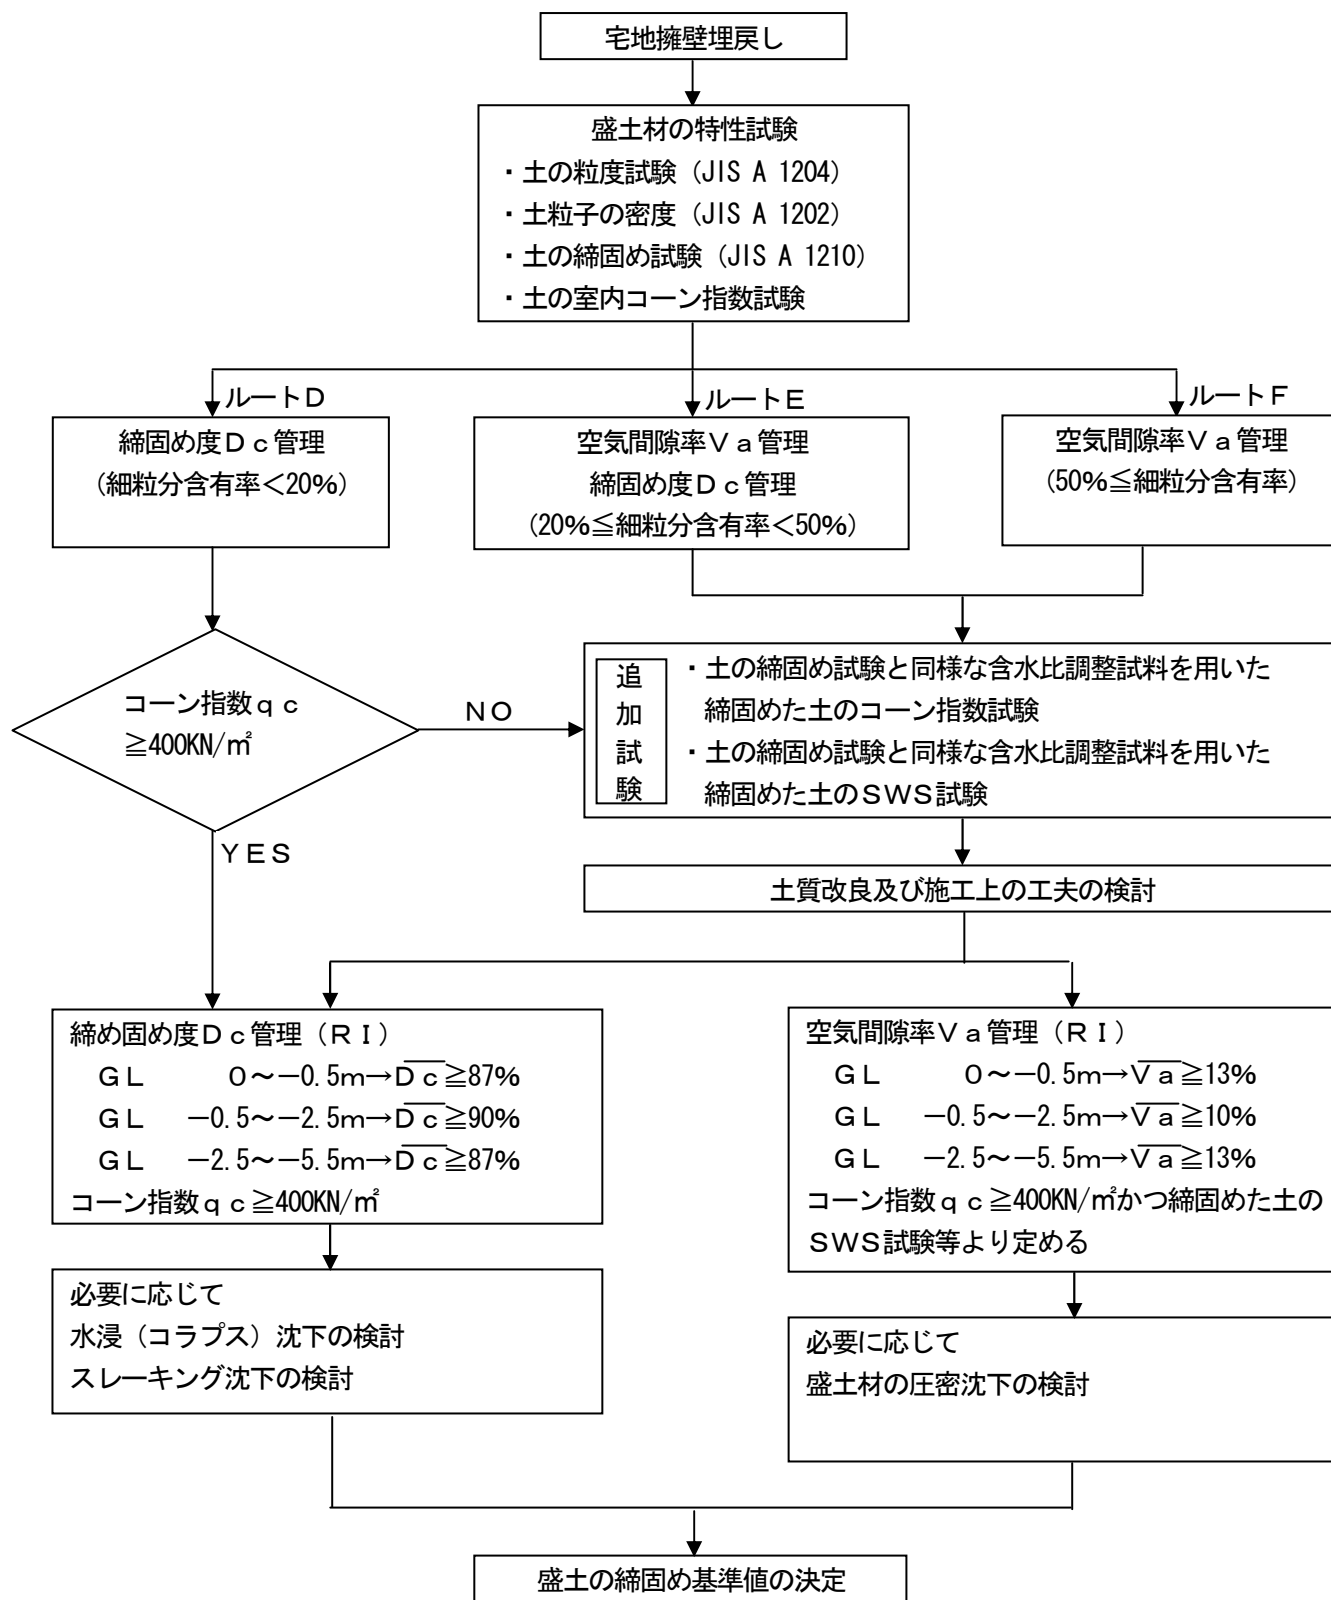 宅地擁壁埋戻し
盛土材の特性試験
・土の粒度試験（JIS A 1204）
・土粒子の密度（JIS A 1202）
・土の締固め試験（JIS A 1210）
・土の室内コーン指数試験
ルートＤ
ルートＥ
ルートＦ
締固め度Ｄｃ管理
（細粒分含有率＜20%）
空気間隙率Ｖａ管理
締固め度Ｄｃ管理
（20%≦細粒分含有率＜50%）
空気間隙率Ｖａ管理
（50%≦細粒分含有率）
コーン指数ｑｃ
≧400KN/㎡
ＮＯ
ＹＥＳ
追加試験
・土の締固め試験と同様な含水比調整試料を用いた
締固めた土のコーン指数試験
・土の締固め試験と同様な含水比調整試料を用いた
締固めた土のＳＷＳ試験
土質改良及び施工上の工夫の検討
締め固め度Ｄｃ管理（ＲＩ）
ＧＬ　０～－0.5ｍ→Ｄｃ≧87%
ＧＬ　－0.5～－2.5ｍ→Ｄｃ≧90%
ＧＬ　－2.5～－5.5ｍ→Ｄｃ≧87%
コーン指数ｑｃ≧400KN/㎡
空気間隙率Ｖａ管理（ＲＩ）
ＧＬ　０～－0.5ｍ→Ｖａ≧13%
ＧＬ　－0.5～－2.5ｍ→Ｖａ≧10%
ＧＬ　－2.5～－5.5ｍ→Ｖａ≧13%
コーン指数ｑｃ≧400KN/㎡かつ締固めた土の
ＳＷＳ試験等より定める
必要に応じて
水浸（コラプス）沈下の検討
スレーキング沈下の検討
必要に応じて
盛土材の圧密沈下の検討
盛土の締固め基準値の決定